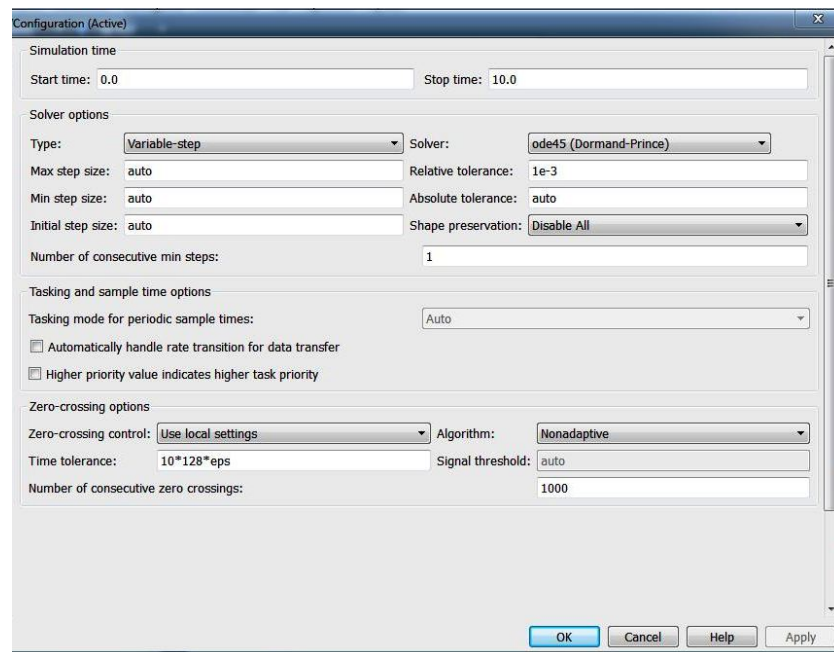 Configuration (Active)
x
Simulation time
Start time: 0.0 Stop time: 10.0
Solver options
Type: Variable-step Solver: ode45 (Dormand-Prince)
Max step size: auto Relative tolerance: 1e-3
Min step size: auto Absolute tolerance: auto
Initial step size: auto Shape preservation: Disable All
Number of consecutive min steps: 1
Tasking and sample time options
Tasking mode for periodic sample times: Auto
Automatically handle rate transition for data transfer
Higher priority value indicates higher task priority
Zero-crossing options
Zero-crossing control: Use local settings Algorithm: Nonadaptive
Time tolerance: 10*128*eps Signal threshold: auto
Number of consecutive zero crossings: 1000
OK Cancel Help Apply